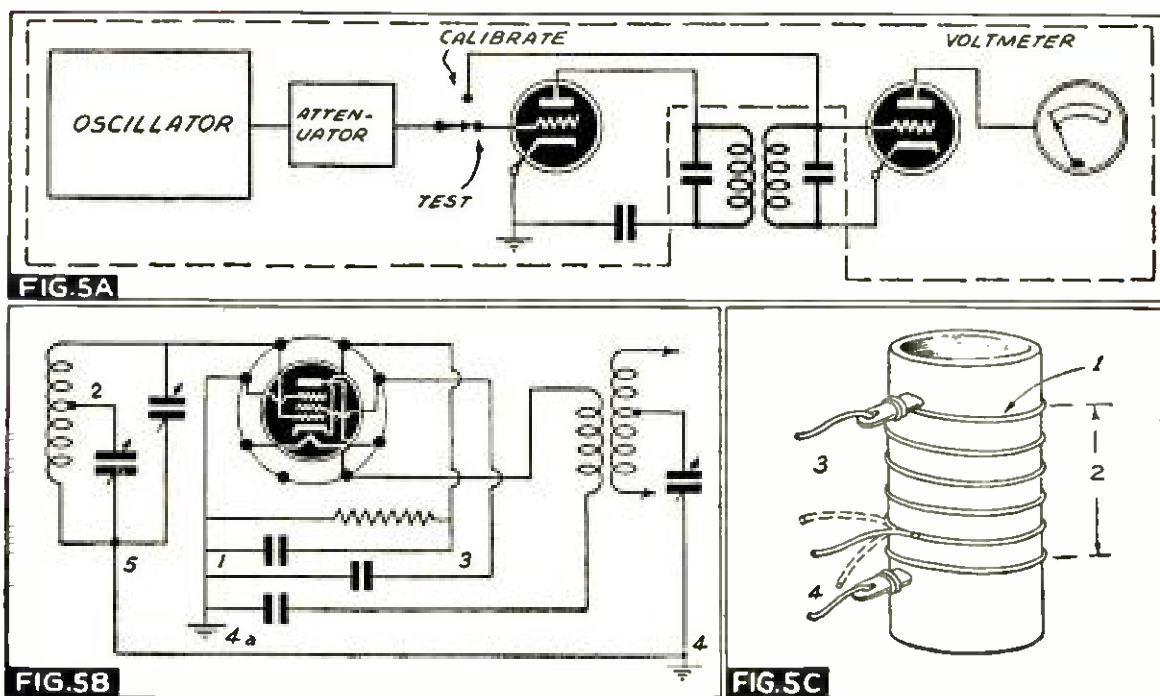 CALIBRATE
VOLTMETER
OSCILLATOR
ATTEN-
UATOR
TEST
FIG.5A
2
5
1
3
4a
4
FIG.5B
1
2
3
4
FIG.5C